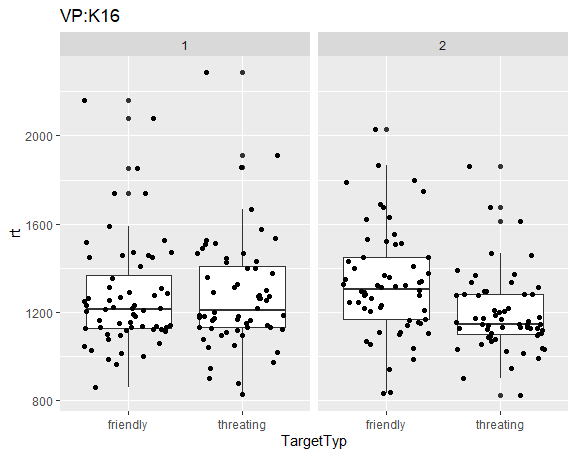 VP:K16
1
2
2000
1600
1200
800
rt
friendly
threating
friendly
threating
TargetTyp